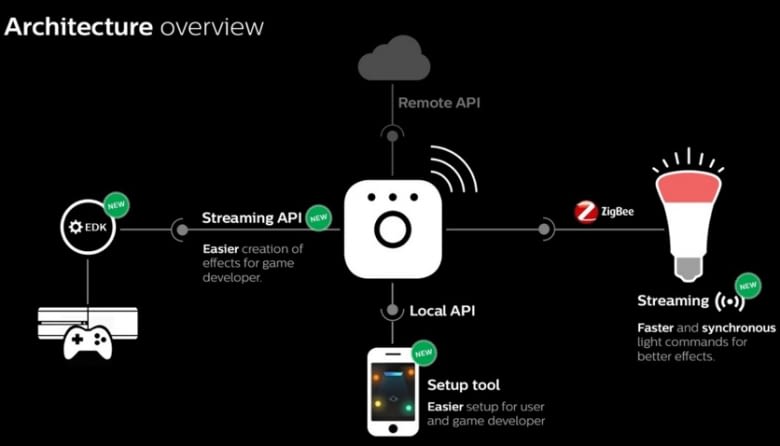 Architecture overview
Remote API
NEW
EDK
Streaming API NEW
Easier creation of
effects for game
developer.
ZigBee
Local API
NEW
Streaming
Faster and synchronous
light commands for
better effects.
NEW
Setup tool
Easier setup for user
and game developer